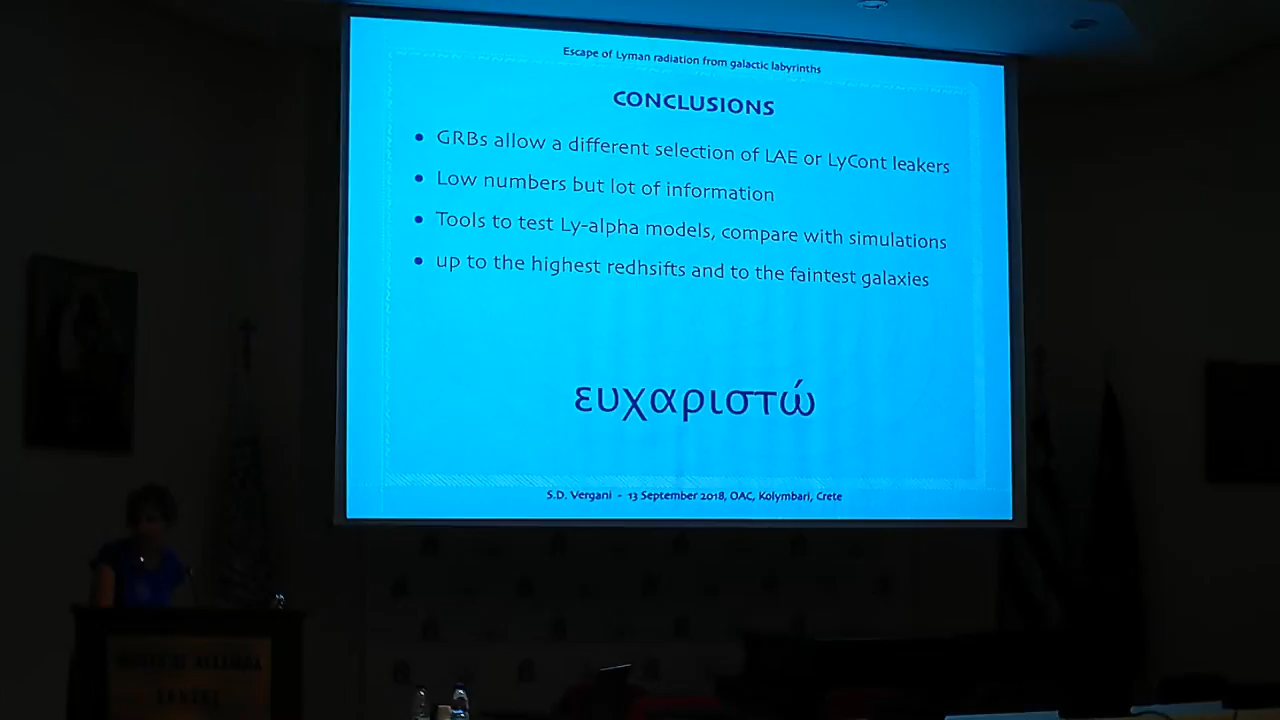 Escape of Lyman radiation from galactic labyrinths
CONCLUSIONS
• GRBs allow a different selection of LAE or LyCont leakers
• Low numbers but lot of information
• Tools to test Ly-alpha models, compare with simulations
• up to the highest redhsifts and to the faintest galaxies
ευχαριστώ
S.D. Vergani - 13 September 2018, OAC, Kolymbari, Crete